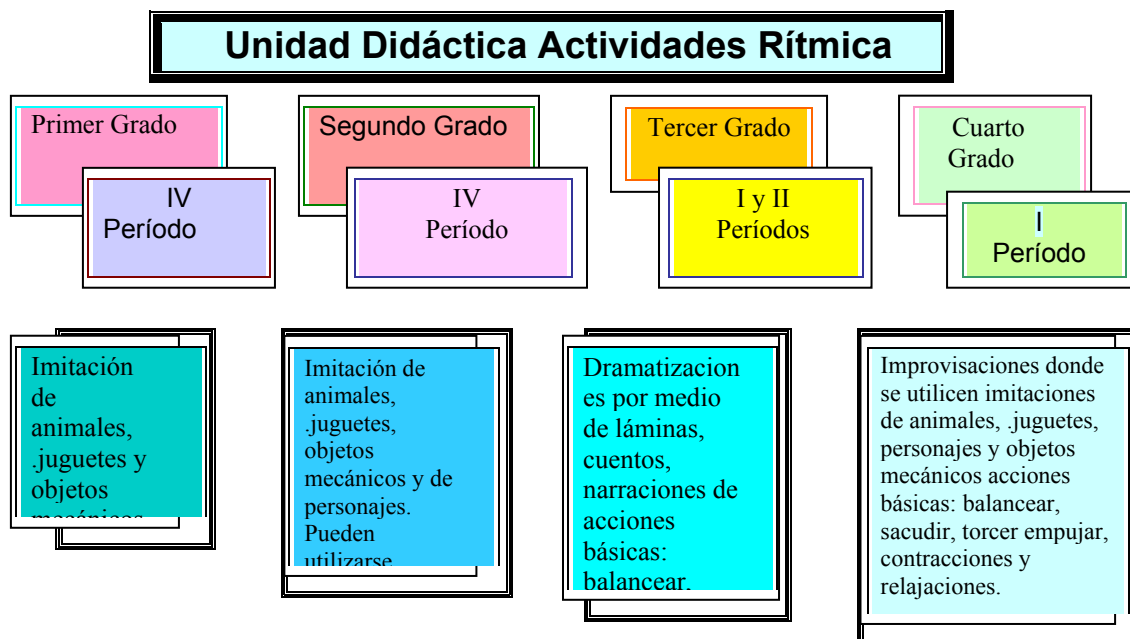 Unidad Didáctica Actividades Rítmica
Primer Grado
IV
Período
Segundo Grado
IV
Período
Tercer Grado
I y II
Períodos
Cuarto
Grado
I
Período
Imitación
de
animales,
.juguetes y
objetos
mecánicos
Imitación de
animales,
.juguetes,
objetos
mecánicos y de
personajes.
Pueden
utilizarse
Dramatizacion
es por medio
de láminas,
cuentos,
narraciones de
acciones
básicas:
balancear,
Improvisaciones donde
se utilicen imitaciones
de animales, .juguetes,
personajes y objetos
mecánicos acciones
básicas: balancear,
sacudir, torcer empujar,
contracciones y
relajaciones.